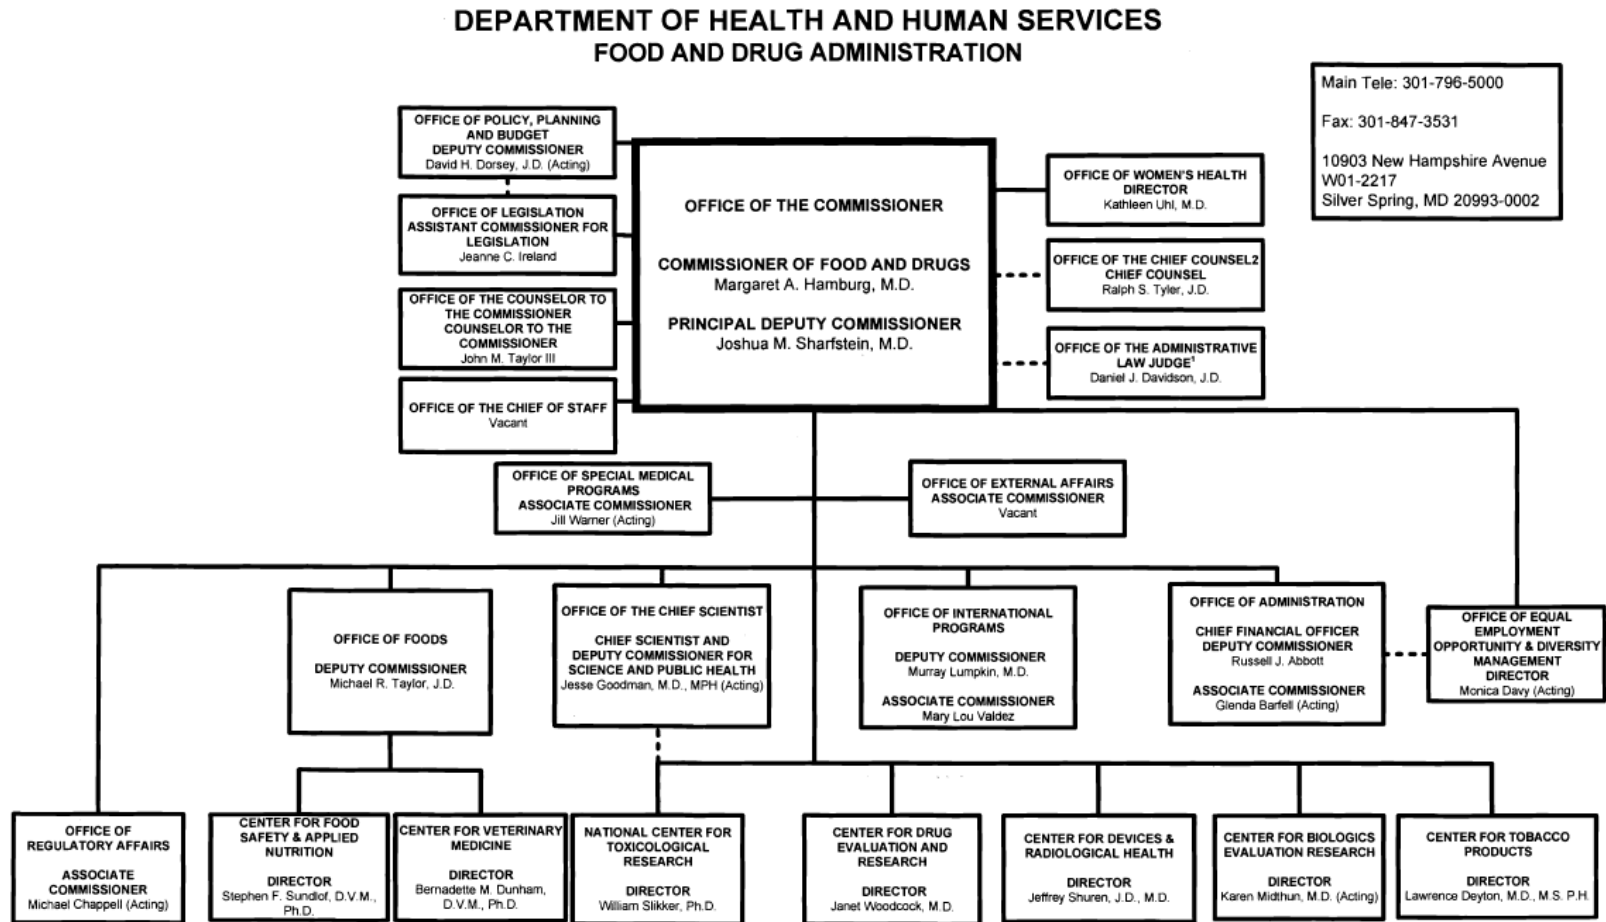 DEPARTMENT OF HEALTH AND HUMAN SERVICES
FOOD AND DRUG ADMINISTRATION
Main Tele: 301-796-5000
Fax: 301-847-3531
10903 New Hampshire Avenue
W01-2217
Silver Spring, MD 20993-0002
OFFICE OF POLICY, PLANNING
AND BUDGET
DEPUTY COMMISSIONER
David H. Dorsey, J.D. (Acting)
OFFICE OF LEGISLATION
ASSISTANT COMMISSIONER FOR
LEGISLATION
Jeanne C. Ireland
OFFICE OF THE COUNSELOR TO
THE COMMISSIONER
COUNSELOR TO THE
COMMISSIONER
John M. Taylor III
OFFICE OF THE CHIEF OF STAFF
Vacant
OFFICE OF THE COMMISSIONER
COMMISSIONER OF FOOD AND DRUGS
Margaret A. Hamburg, M.D.
PRINCIPAL DEPUTY COMMISSIONER
Joshua M. Sharfstein, M.D.
OFFICE OF WOMEN'S HEALTH
DIRECTOR
Kathleen Uhl, M.D.
OFFICE OF THE CHIEF COUNSEL2
CHIEF COUNSEL
Ralph S. Tyler, J.D.
OFFICE OF THE ADMINISTRATIVE
LAW JUDGE¹
Daniel J. Davidson, J.D.
OFFICE OF SPECIAL MEDICAL
PROGRAMS
ASSOCIATE COMMISSIONER
Jill Warner (Acting)
OFFICE OF EXTERNAL AFFAIRS
ASSOCIATE COMMISSIONER
Vacant
OFFICE OF FOODS
DEPUTY COMMISSIONER
Michael R. Taylor, J.D.
OFFICE OF THE CHIEF SCIENTIST
CHIEF SCIENTIST AND
DEPUTY COMMISSIONER FOR
SCIENCE AND PUBLIC HEALTH
Jesse Goodman, M.D., MPH (Acting)
OFFICE OF INTERNATIONAL
PROGRAMS
DEPUTY COMMISSIONER
Murray Lumpkin, M.D.
ASSOCIATE COMMISSIONER
Mary Lou Valdez
OFFICE OF ADMINISTRATION
CHIEF FINANCIAL OFFICER
DEPUTY COMMISSIONER
Russell J. Abbott
ASSOCIATE COMMISSIONER
Glenda Barfell (Acting)
OFFICE OF EQUAL
EMPLOYMENT
OPPORTUNITY & DIVERSITY
MANAGEMENT
DIRECTOR
Monica Davy (Acting)
OFFICE OF
REGULATORY AFFAIRS
ASSOCIATE
COMMISSIONER
Michael Chappell (Acting)
CENTER FOR FOOD
SAFETY & APPLIED
NUTRITION
DIRECTOR
Stephen F. Sundlof, D.V.M.,
Ph.D.
CENTER FOR VETERINARY
MEDICINE
DIRECTOR
Bernadette M. Dunham,
D.V.M., Ph.D.
NATIONAL CENTER FOR
TOXICOLOGICAL
RESEARCH
DIRECTOR
William Slikker, Ph.D.
CENTER FOR DRUG
EVALUATION AND
RESEARCH
DIRECTOR
Janet Woodcock, M.D.
CENTER FOR DEVICES &
RADIOLOGICAL HEALTH
DIRECTOR
Jeffrey Shuren, J.D., M.D.
CENTER FOR BIOLOGICS
EVALUATION RESEARCH
DIRECTOR
Karen Midthun, M.D. (Acting)
CENTER FOR TOBACCO
PRODUCTS
DIRECTOR
Lawrence Deyton, M.D., M.S. P.H.